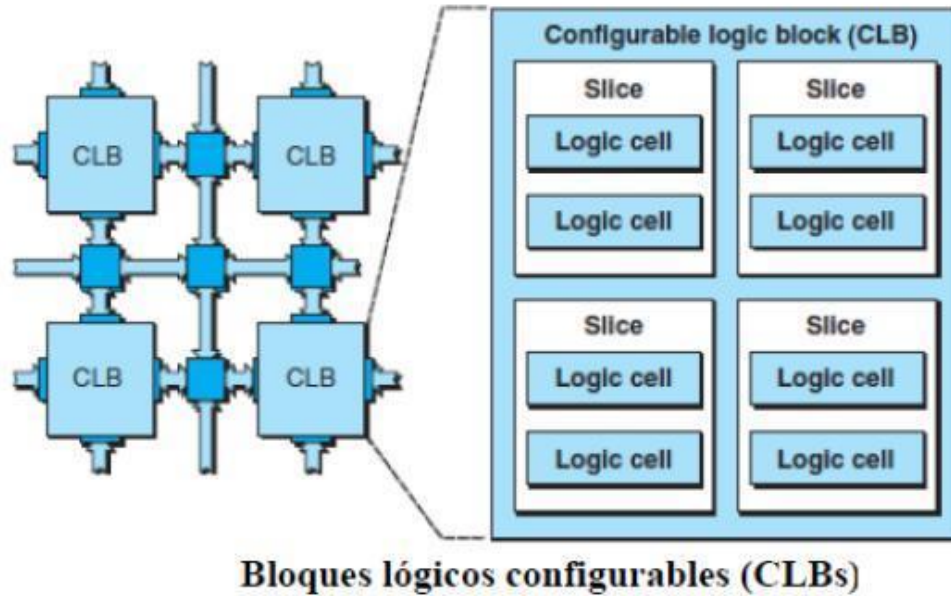 CLB
CLB
CLB
CLB
Configurable logic block (CLB)
Slice
Logic cell
Logic cell
Slice
Logic cell
Logic cell
Slice
Logic cell
Logic cell
Slice
Logic cell
Logic cell
Bloques lógicos configurables (CLBs)